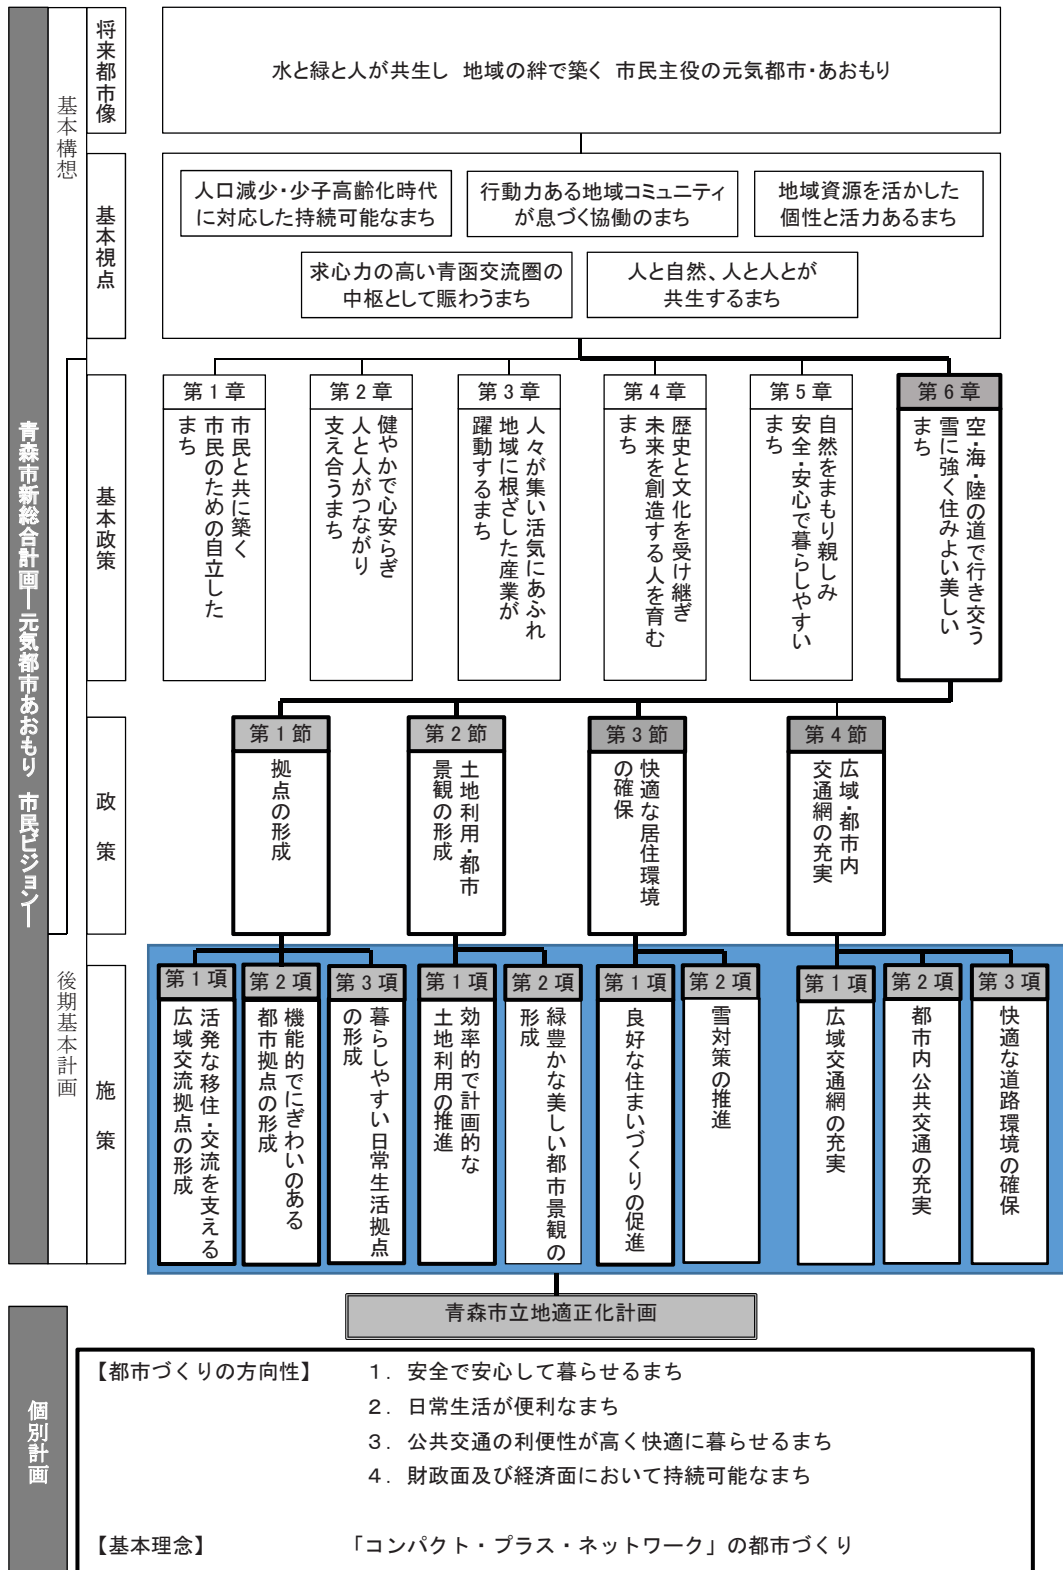 青森市新総合計画ー元気都市あおもり 市民ビジョンー
基本構想
将来都市像
水と緑と人が共生し 地域の絆で築く 市民主役の元気都市・あおもり
基本視点
人口減少・少子高齢化時代
に対応した持続可能なまち
行動力ある地域コミュニティ
が息づく協働のまち
地域資源を活かした
個性と活力あるまち
求心力の高い青函交流圏の
中枢として賑わうまち
人と自然、人と人とが
共生するまち
基本政策
第1章
市民と共に築く
市民のための自立した
まち
第2章
健やかで心安らぎ
人と人がつながり
支え合うまち
第3章
人々が集い活気にあふれ
地域に根ざした産業が
躍動するまち
第4章
歴史と文化を受け継ぎ
未来を創造する人を育む
まち
第5章
自然をまもり親しみ
安全・安心で暮らしやすい
まち
第6章
空・海・陸の道で行き交う
雪に強く住みよい美しい
まち
政策
第1節
拠点の形成
第2節
土地利用・都市
景観の形成
第3節
快適な居住環境
の確保
第4節
広域・都市内
交通網の充実
後期基本計画
施策
第1項
活発な移住・交流を支える
広域交流拠点の形成
第2項
機能的でにぎわいのある
都市拠点の形成
第3項
暮らしやすい日常生活拠点
の形成
第1項
効率的で計画的な
土地利用の推進
第2項
緑豊かな美しい都市景観の
形成
第1項
良好な住まいづくりの促進
第2項
雪対策の推進
第1項
広域交通網の充実
第2項
都市内公共交通の充実
第3項
快適な道路環境の確保
青森市立地適正化計画
個別計画
【都市づくりの方向性】 1．安全で安心して暮らせるまち
2．日常生活が便利なまち
3．公共交通の利便性が高く快適に暮らせるまち
4．財政面及び経済面において持続可能なまち
【基本理念】 「コンパクト・プラス・ネットワーク」の都市づくり